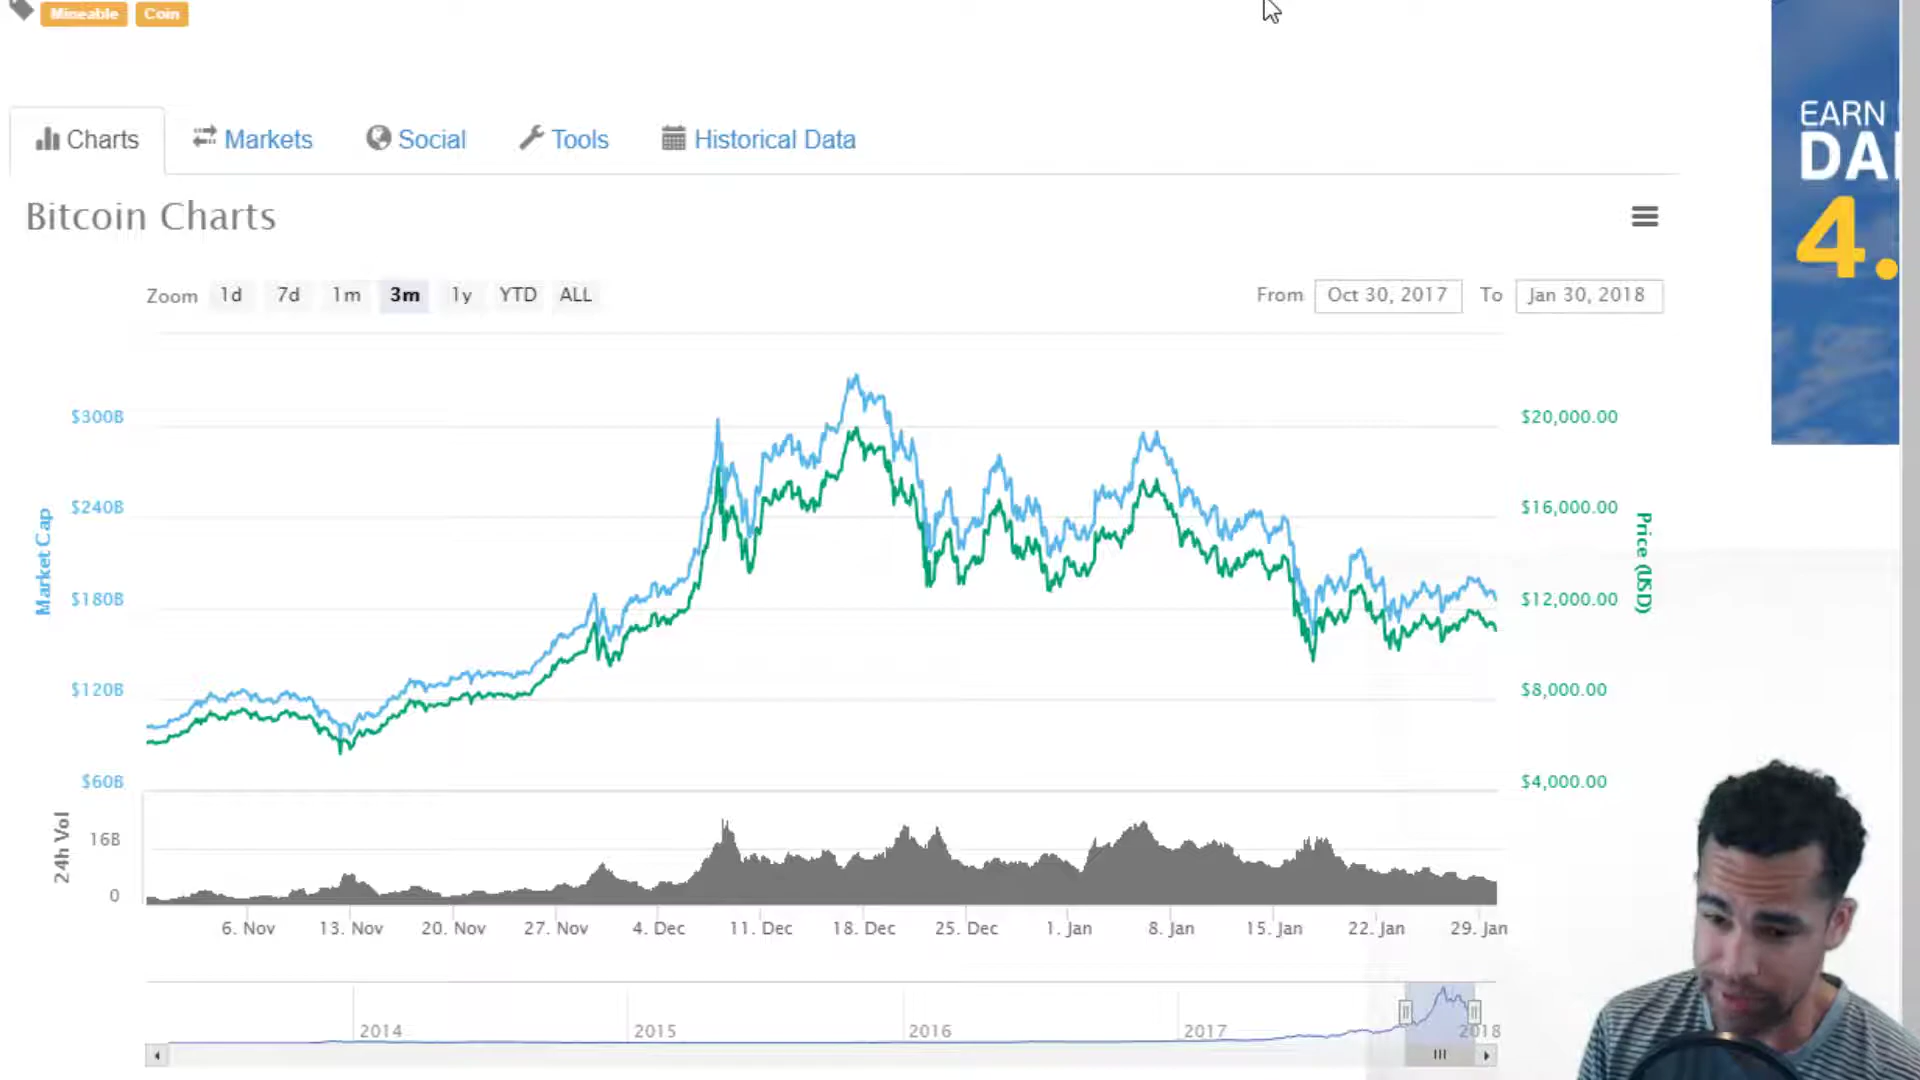 Mineable Coin
EARN
DAI
4.
Charts Markets Social Tools Historical Data
Bitcoin Charts
Zoom 1d 7d 1m 3m 1y YTD ALL From Oct 30, 2017 To Jan 30, 2018
$300B $20,000.00
$240B $16,000.00
Market Cap
Price (USD)
$180B $12,000.00
$120B $8,000.00
$60B $4,000.00
24h Vol
16B
0
6. Nov 13. Nov 20. Nov 27. Nov 4. Dec 11. Dec 18. Dec 25. Dec 1. Jan 8. Jan 15. Jan 22. Jan 29. Jan
2014 2015 2016 2017 2018